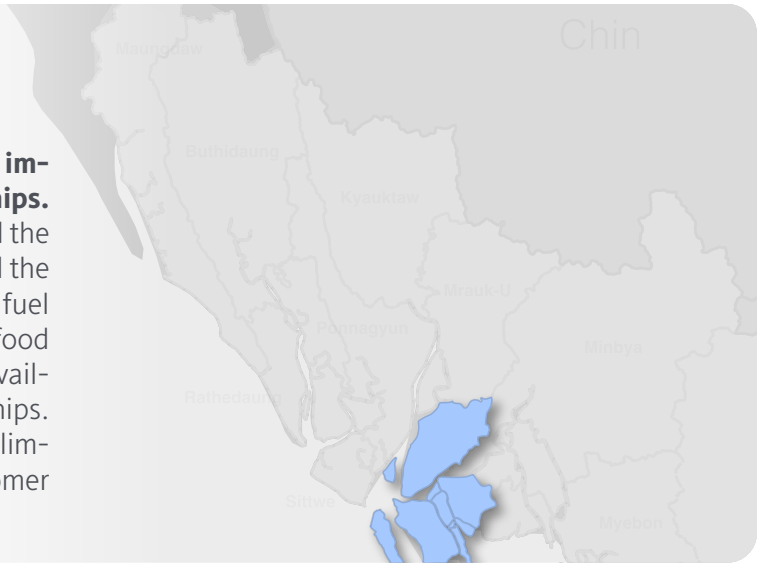 im-
ips.
the
the
fuel
food
vail-
hips.
lim-
omer
Chin
Maungdaw
Buthidaung
Kyauktaw
Mrauk-U
Ponnagyun
Minbya
Rathedaung
Sittwe
Myebon